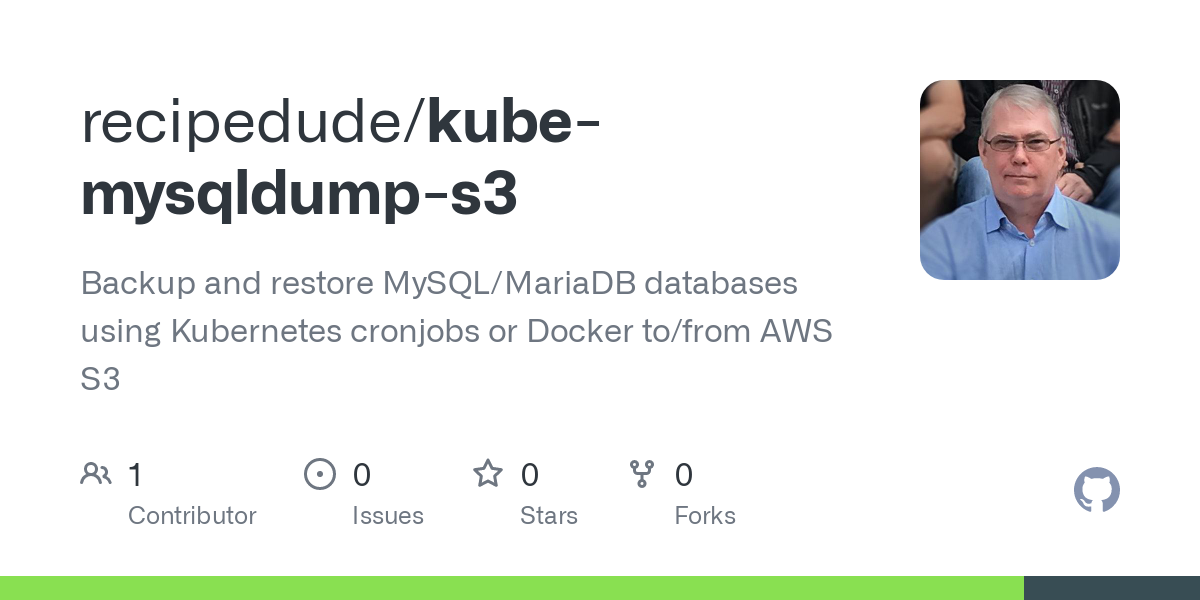 recipedude/kube-
mysqldump-s3
Backup and restore MySQL/MariaDB databases
using Kubernetes cronjobs or Docker to/from AWS
S3
1 0 0 0
Contributor Issues Stars Forks